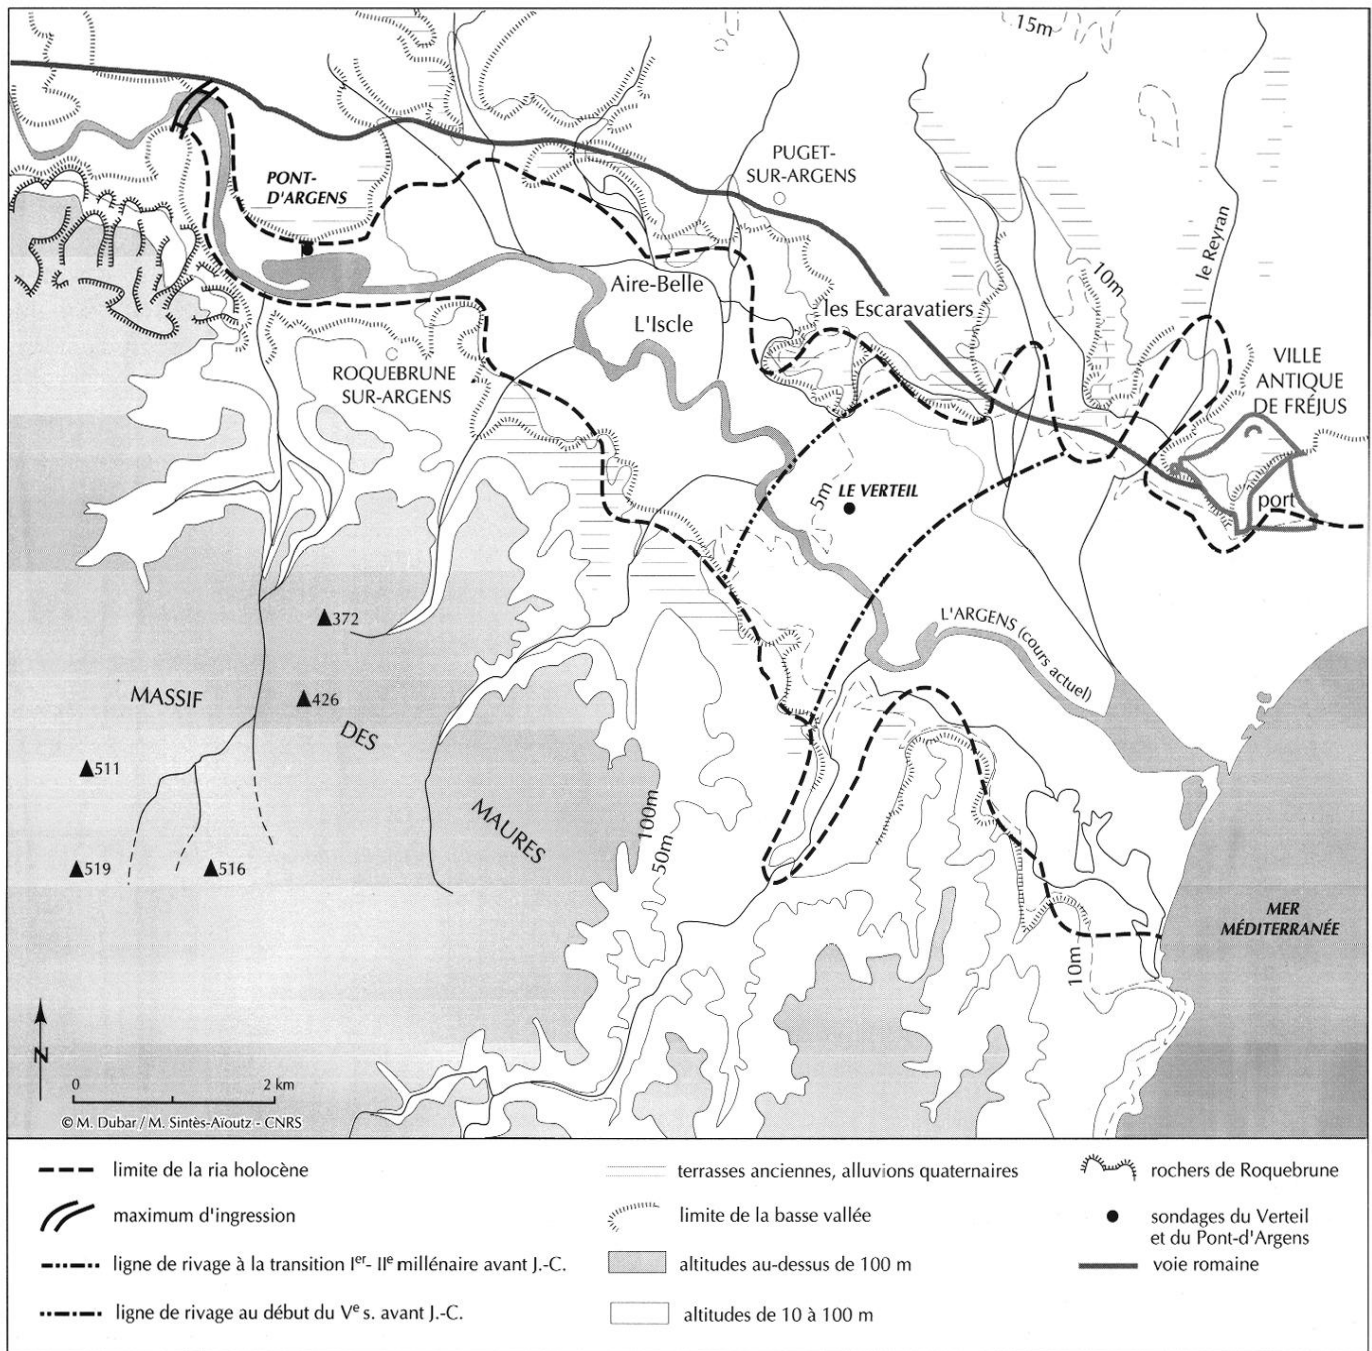 15m
PONT-
D'ARGENS
PUGET-
SUR-ARGENS
le Reyran
10m
Aire-Belle
L'Iscle
les Escaravatiers
ROQUEBRUNE
SUR-ARGENS
VILLE
ANTIQUE
DE FRÉJUS
port
5m
LE VERTEIL
L'ARGENS (cours actuel)
372
426
MASSIF
DES
MAURES
511
519
516
100m
50m
10m
MER
MÉDITERRANÉE
N
0 2 km
© M. Dubar / M. Sintès-Aïoutz - CNRS
limite de la ria holocène
maximum d'ingression
ligne de rivage à la transition Ier- IIe millénaire avant J.-C.
ligne de rivage au début du Ve s. avant J.-C.
terrasses anciennes, alluvions quaternaires
limite de la basse vallée
altitudes au-dessus de 100 m
altitudes de 10 à 100 m
rochers de Roquebrune
sondages du Verteil
et du Pont-d'Argens
voie romaine